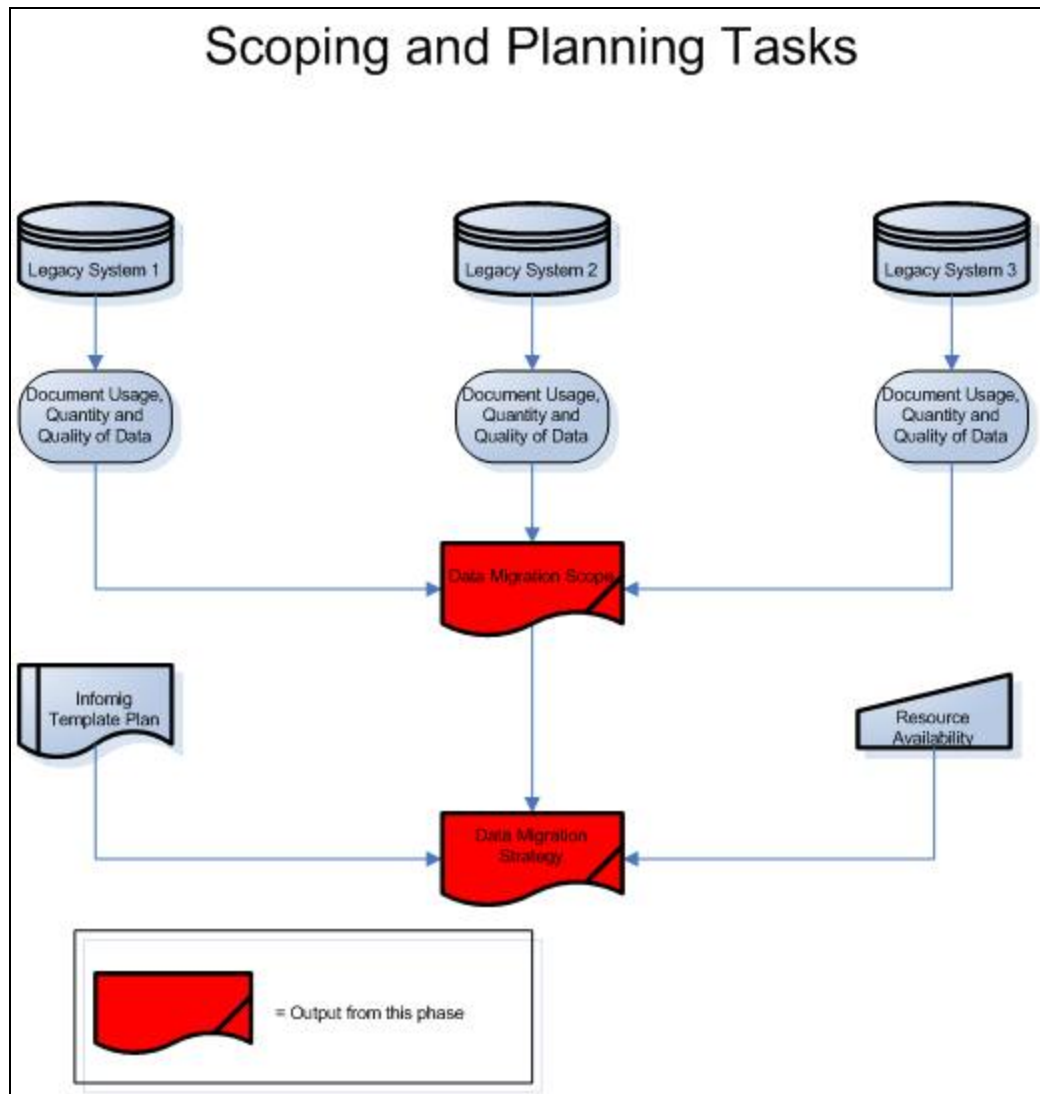 Scoping and Planning Tasks
Legacy System 1
Legacy System 2
Legacy System 3
Document Usage,
Quantity and
Quality of Data
Document Usage,
Quantity and
Quality of Data
Document Usage,
Quantity and
Quality of Data
Data Migration Scope
Infomig
Template Plan
Resource
Availability
Data Migration
Strategy
= Output from this phase